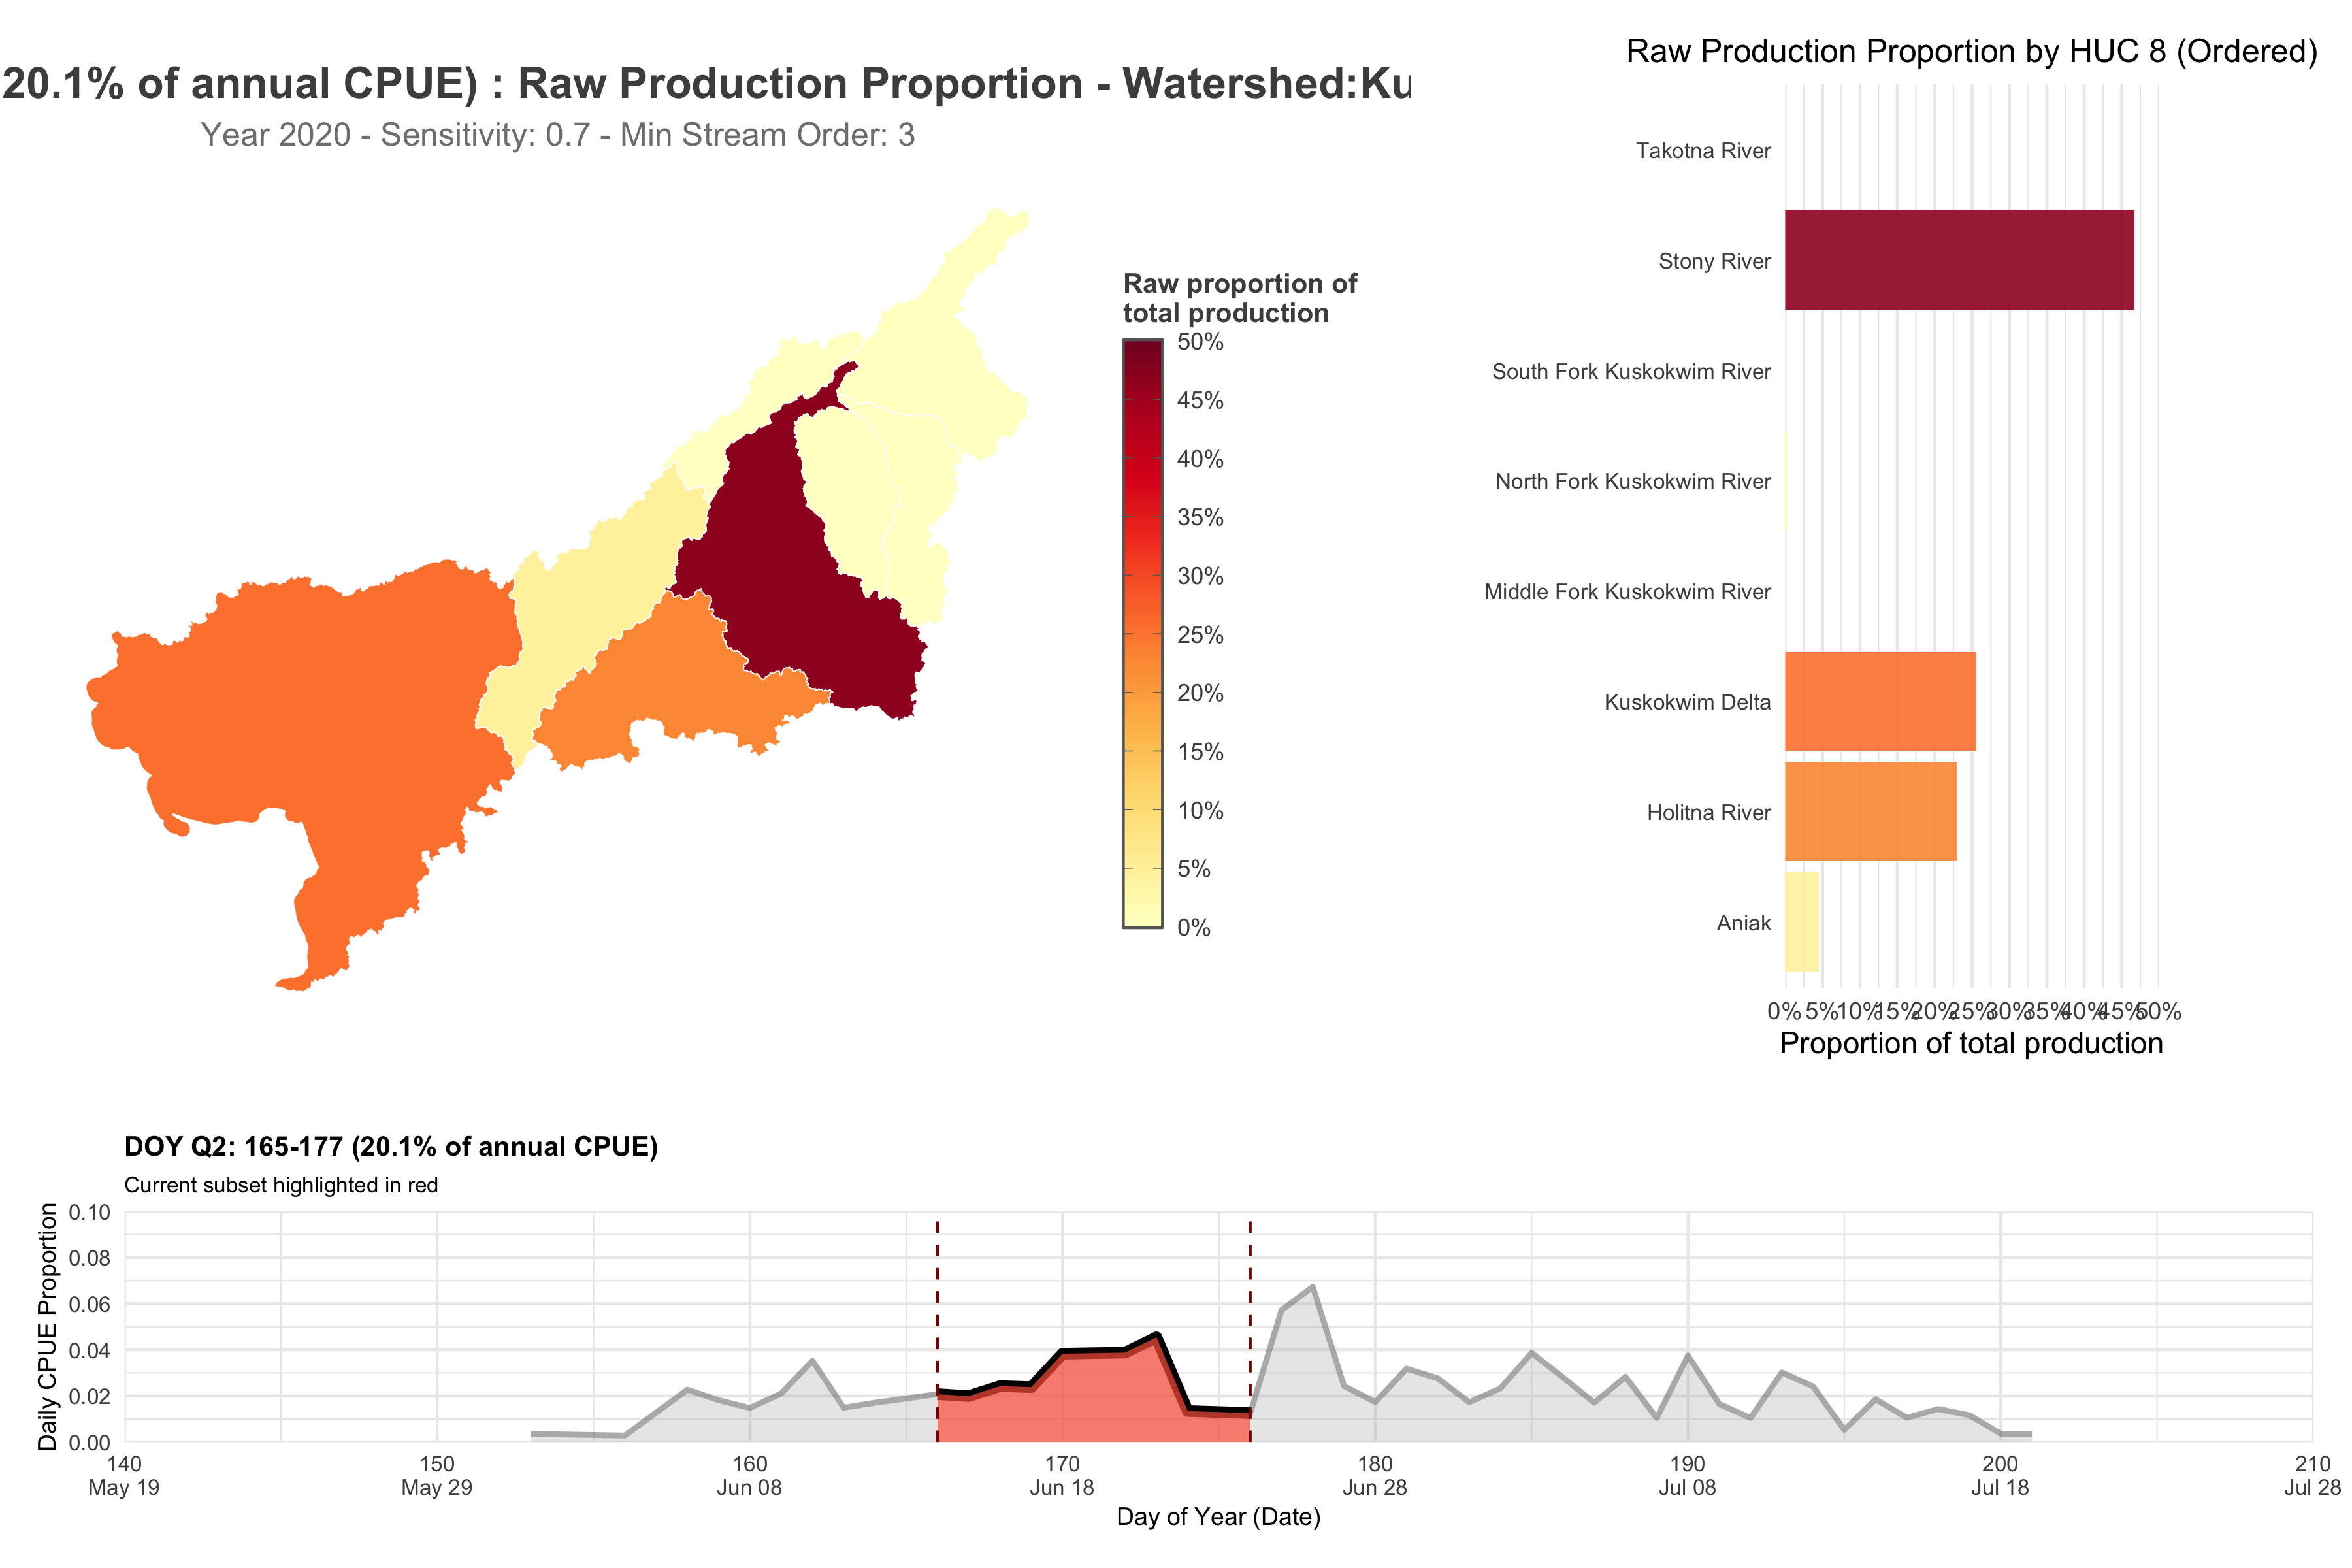 20.1% of annual CPUE) : Raw Production Proportion - Watershed:Ku
Year 2020 - Sensitivity: 0.7 - Min Stream Order: 3
Raw proportion of
total production
50%
45%
40%
35%
30%
25%
20%
15%
10%
5%
0%
Raw Production Proportion by HUC 8 (Ordered)
Takotna River
Stony River
South Fork Kuskokwim River
North Fork Kuskokwim River
Middle Fork Kuskokwim River
Kuskokwim Delta
Holitna River
Aniak
0% 5% 10% 15% 20% 25% 30% 35% 40% 45% 50%
Proportion of total production
DOY Q2: 165-177 (20.1% of annual CPUE)
Current subset highlighted in red
Daily CPUE Proportion
0.10
0.08
0.06
0.04
0.02
0.00
140 150 160 170 180 190 200 210
May 19 May 29 Jun 08 Jun 18 Jun 28 Jul 08 Jul 18 Jul 28
Day of Year (Date)